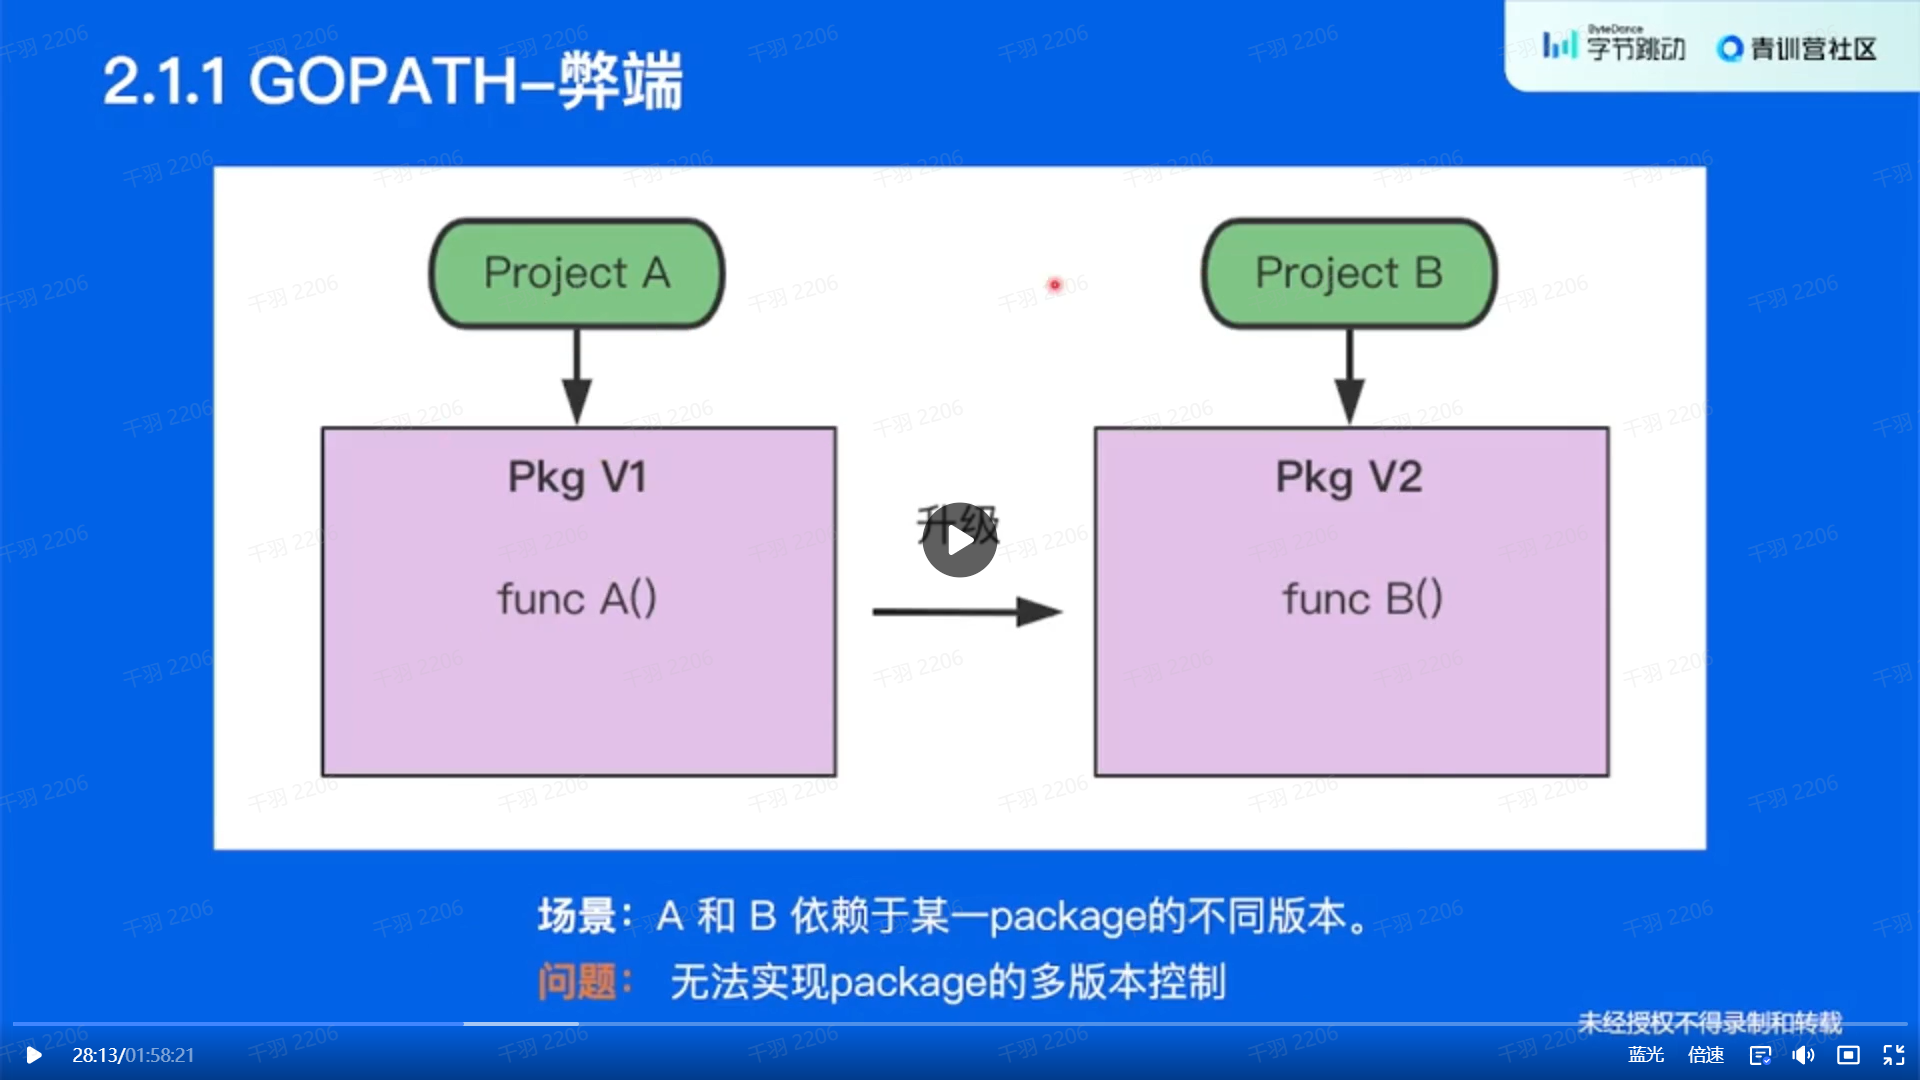 ByteDance
字节跳动
青训营社区
2.1.1 GOPATH–弊端
Project A
Project B
Pkg V1
Pkg V2
升级
func A()
func B()
场景：A 和 B 依赖于某一package的不同版本。
问题： 无法实现package的多版本控制
未经授权不得录制和转载
28:13/01:58:21
蓝光
倍速
千羽 2206